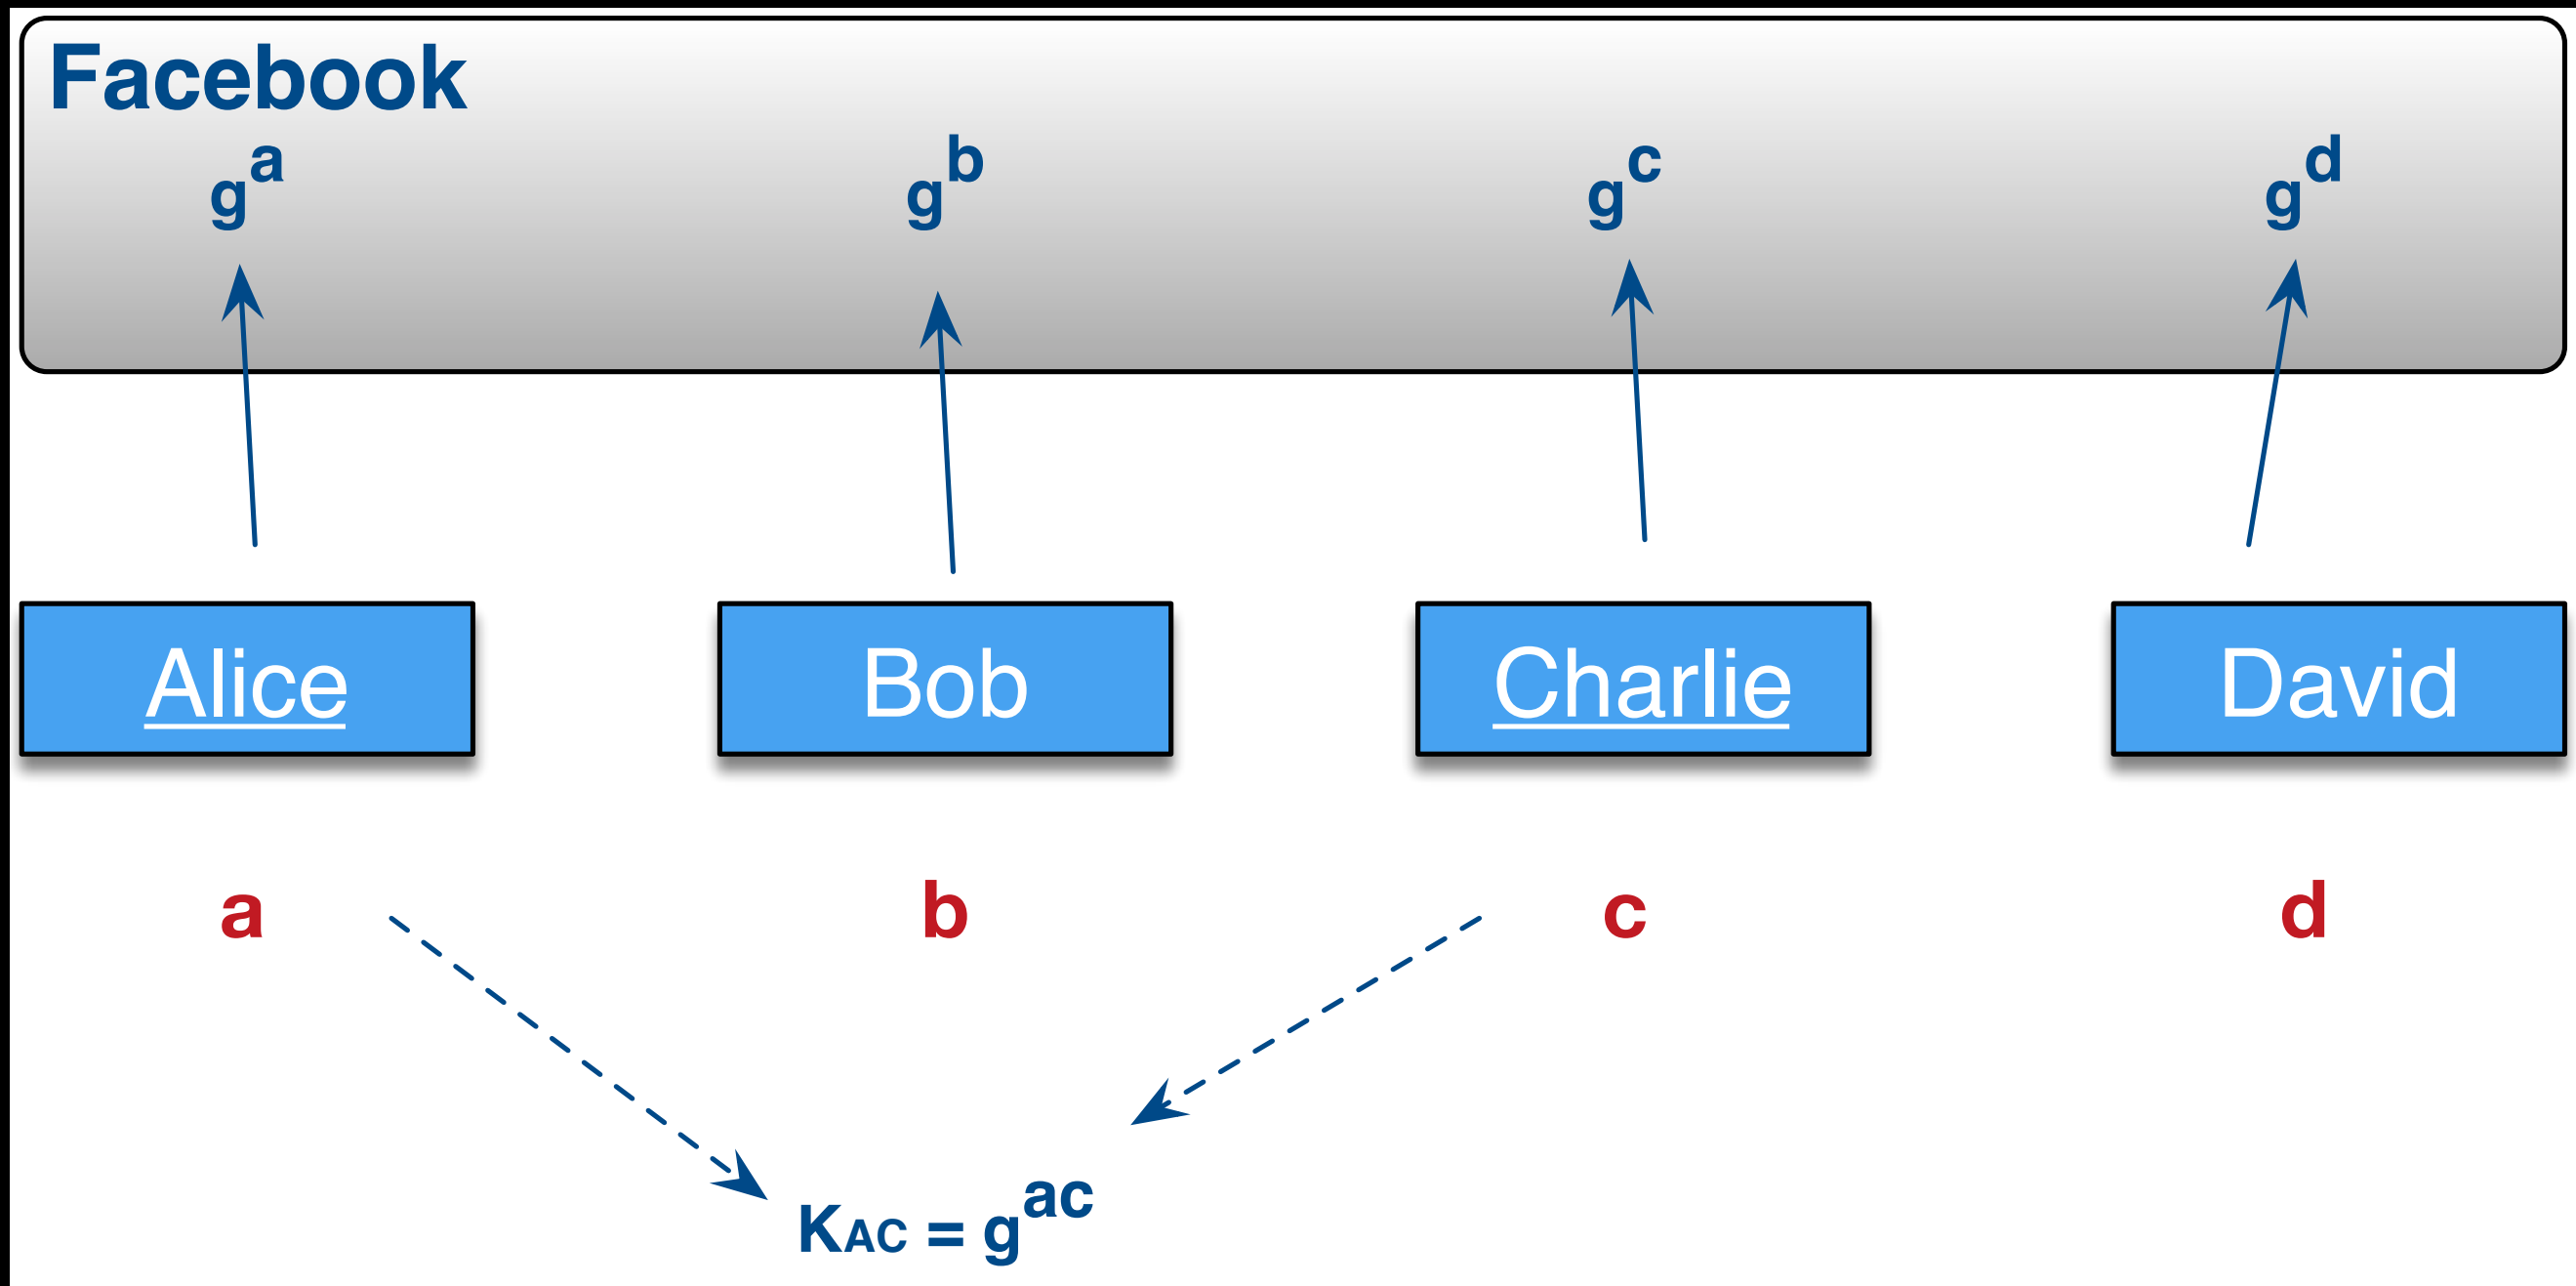 Facebook
g^a g^b g^c g^d
Alice Bob Charlie David
a b c d
K_AC = g^ac